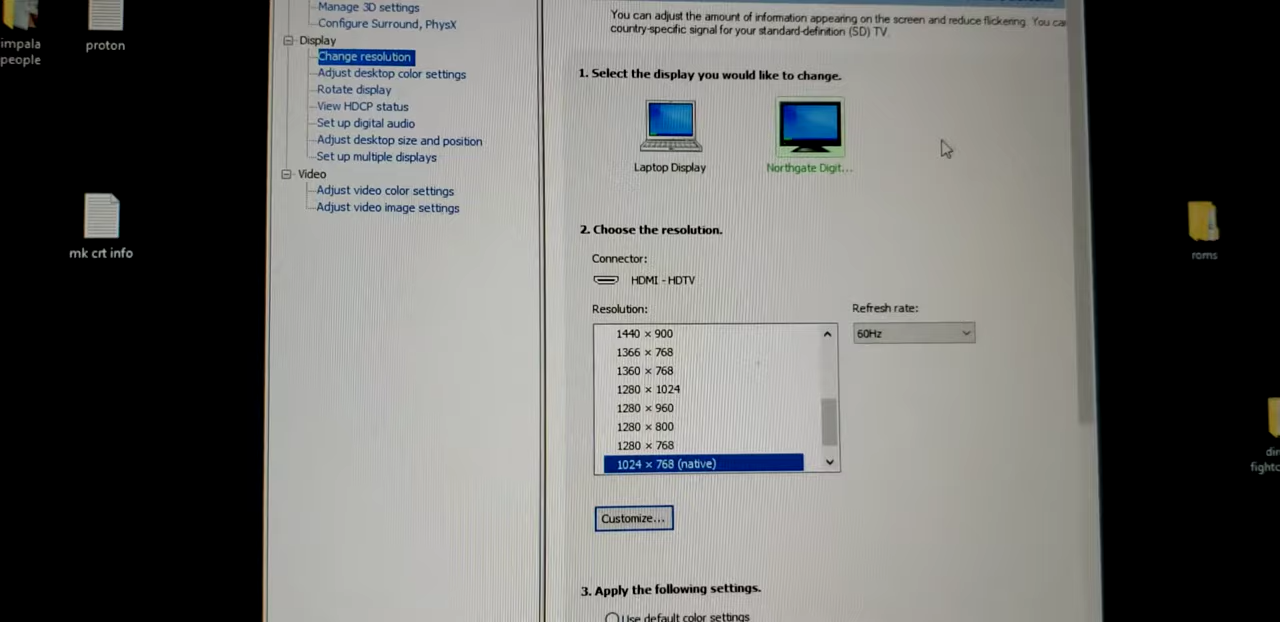 impala
people
proton
mk crt info
Manage 3D settings
Configure Surround, PhysX
Display
Change resolution
Adjust desktop color settings
Rotate display
View HDCP status
Set up digital audio
Adjust desktop size and position
Set up multiple displays
Video
Adjust video color settings
Adjust video image settings
You can adjust the amount of information appearing on the screen and reduce flickering. You ca
country-specific signal for your standard-definition (SD) TV.
1. Select the display you would like to change.
Laptop Display
Northgate Digit...
2. Choose the resolution.
Connector:
HDMI - HDTV
Resolution:
Refresh rate:
1440 × 900
60Hz
1366 × 768
1360 × 768
1280 × 1024
1280 × 960
1280 × 800
1280 × 768
1024 × 768 (native)
Customize...
3. Apply the following settings.
Use default color settings
roms